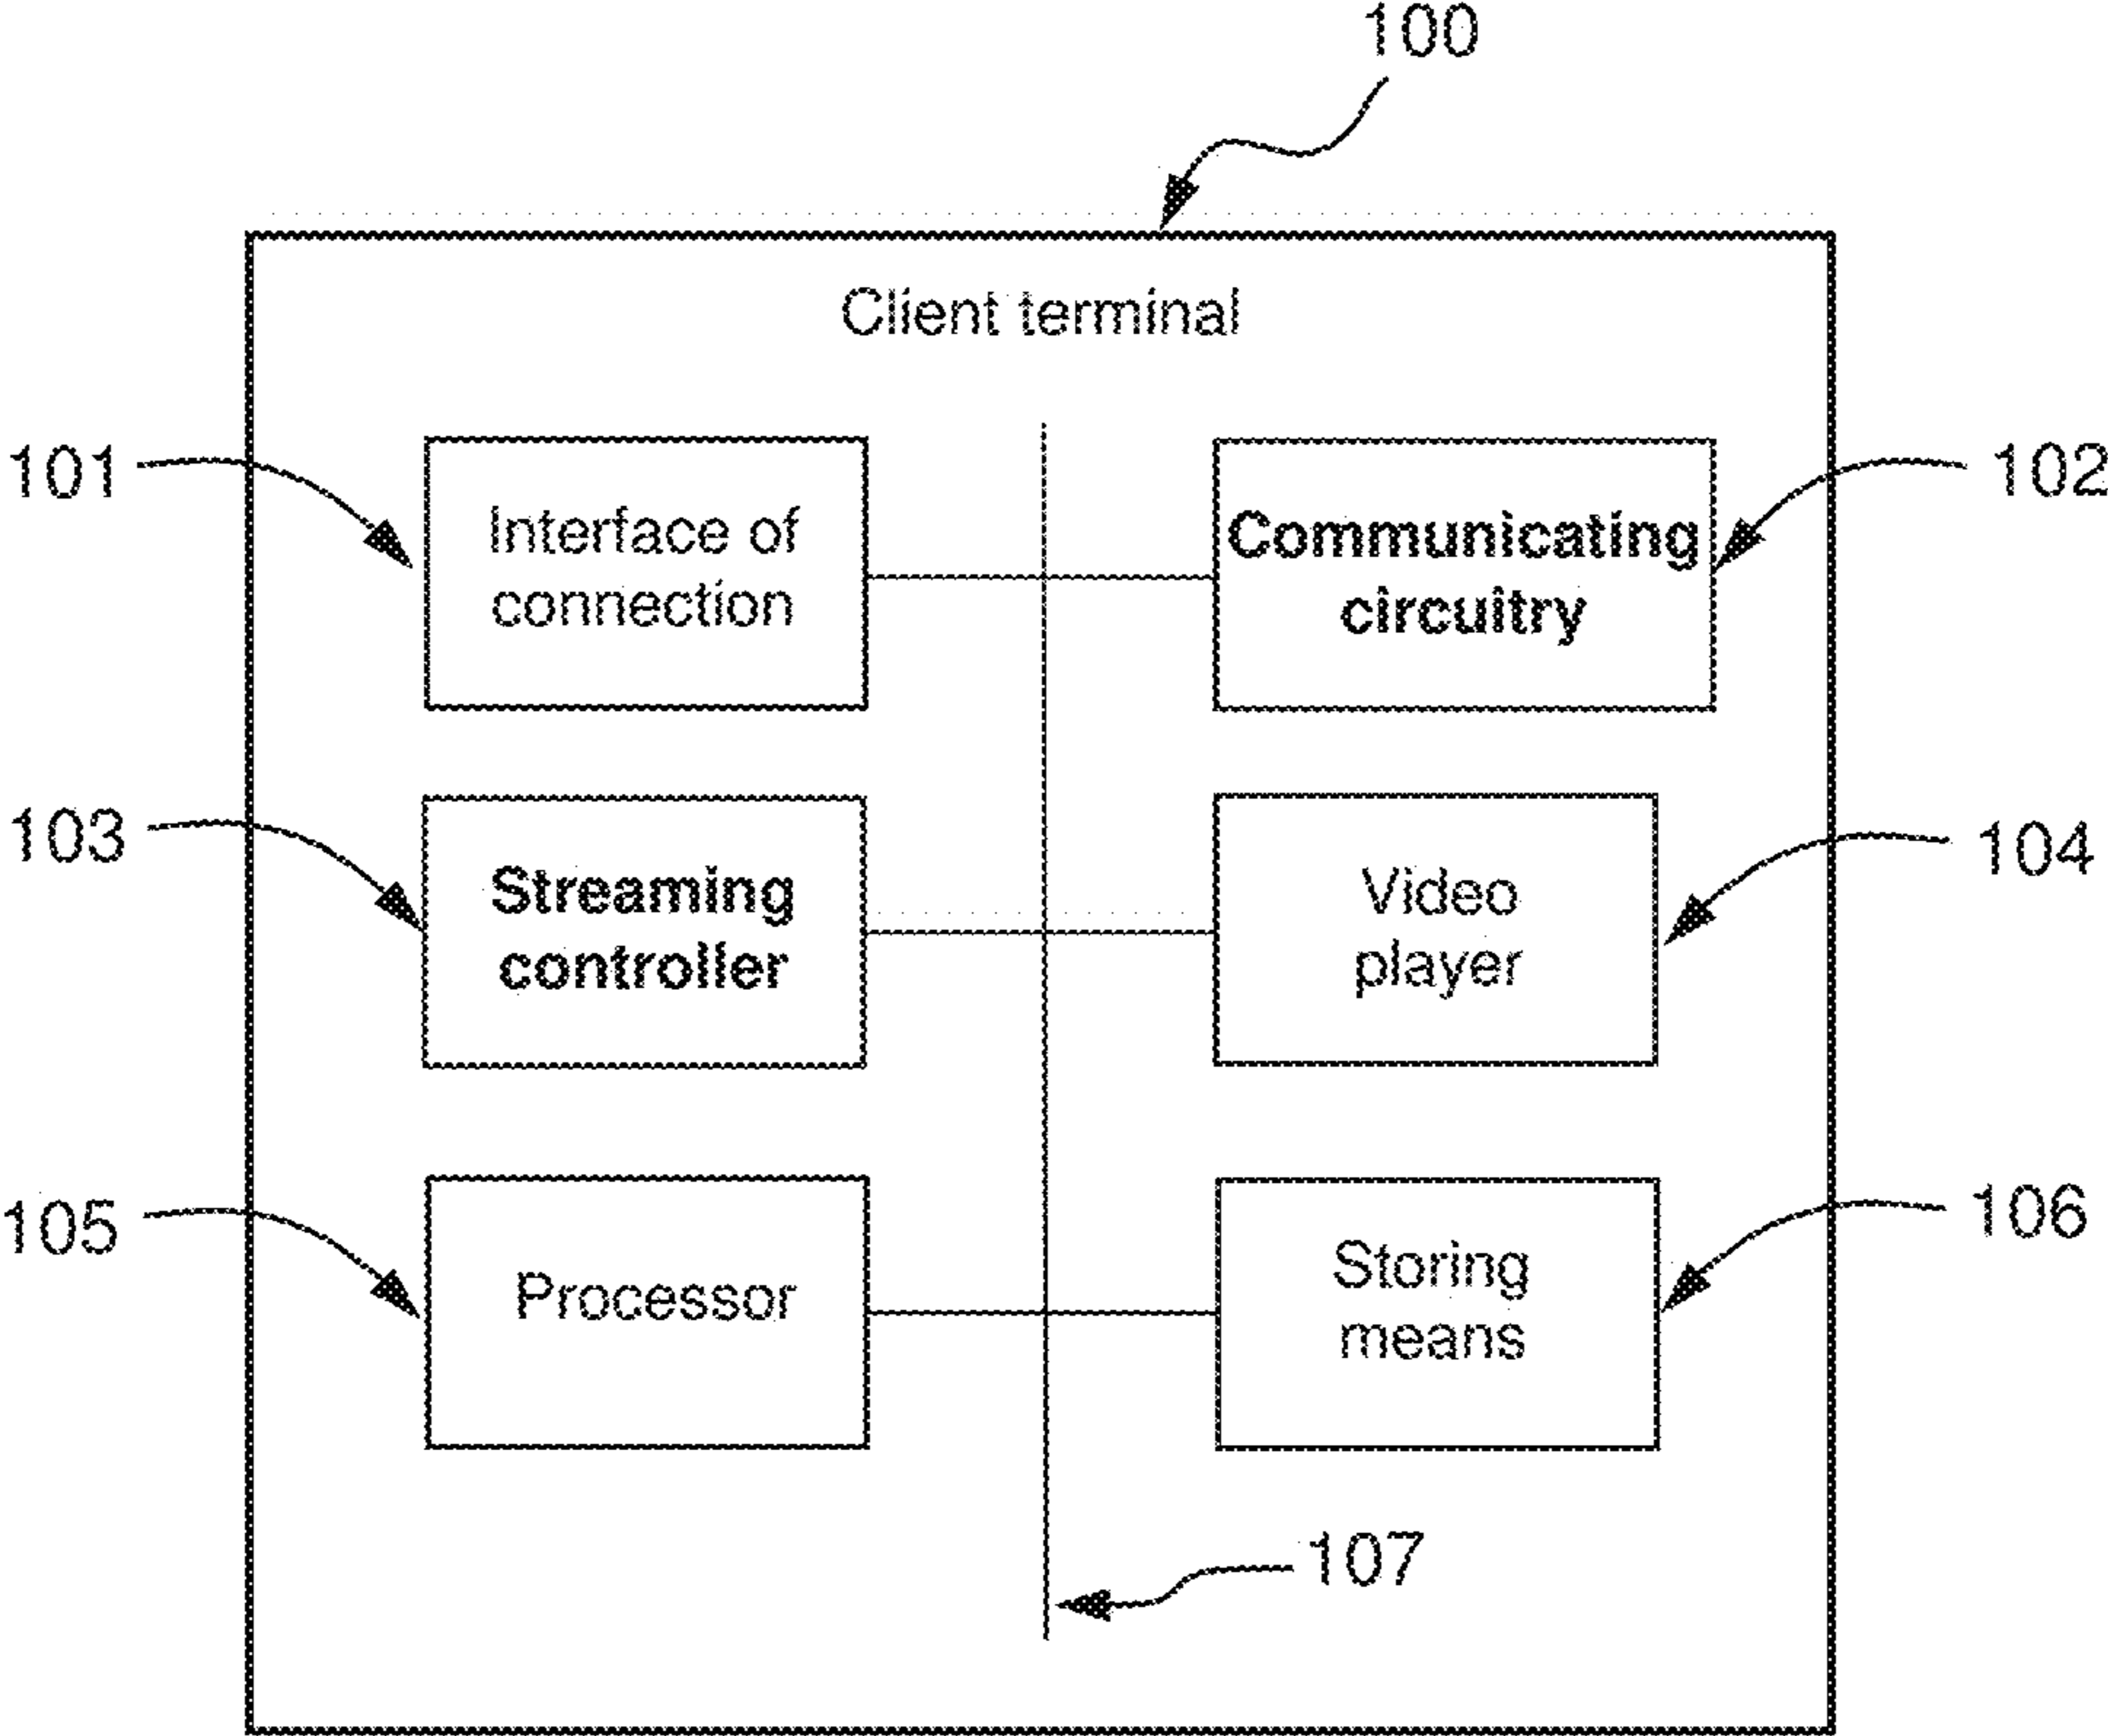 100
Client terminal
101
Interface of
connection
Communicating
circuitry
102
103
Streaming
controller
Video
player
104
105
Processor
Storing
means
106
107